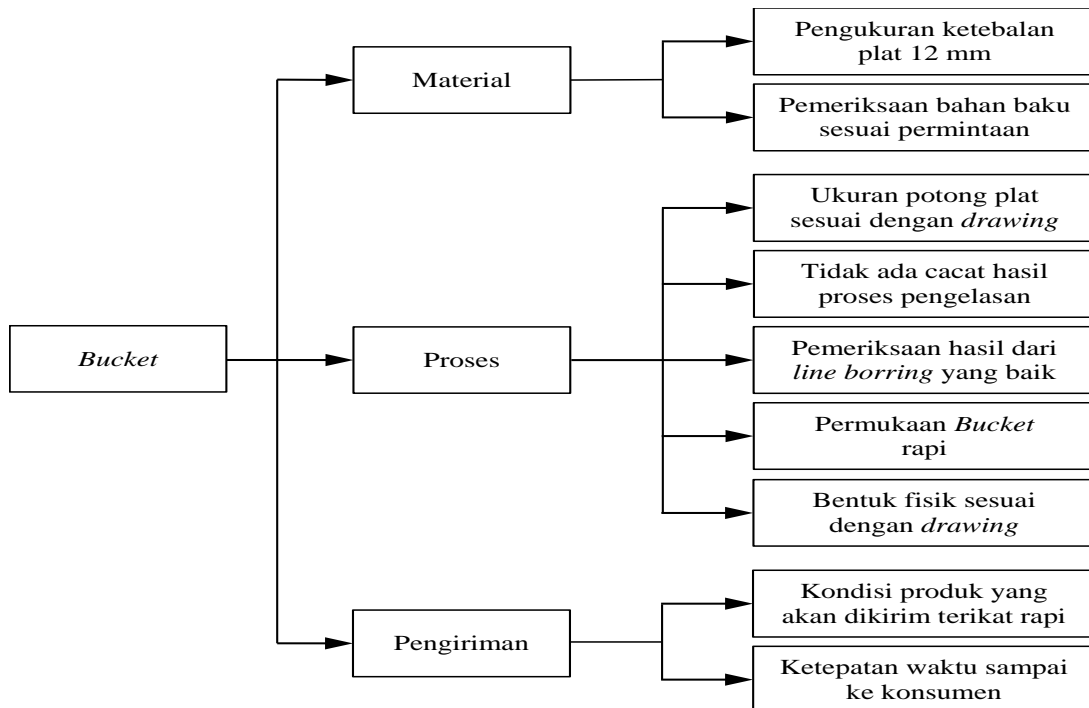 Pengukuran ketebalan
plat 12 mm
Material
Pemeriksaan bahan baku
sesuai permintaan
Ukuran potong plat
sesuai dengan drawing
Tidak ada cacat hasil
proses pengelasan
Bucket
Proses
Pemeriksaan hasil dari
line borring yang baik
Permukaan Bucket
rapi
Bentuk fisik sesuai
dengan drawing
Kondisi produk yang
akan dikirim terikat rapi
Pengiriman
Ketepatan waktu sampai
ke konsumen